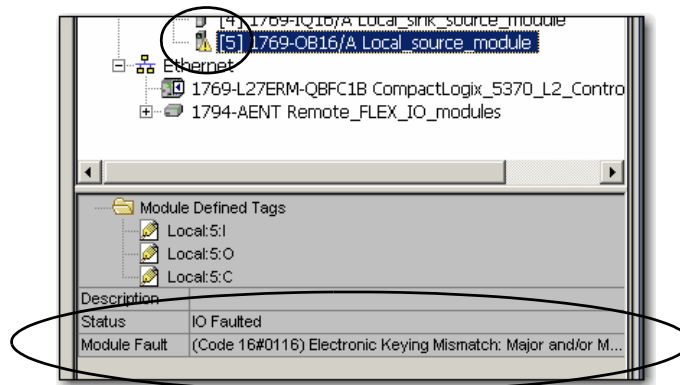 [4] 1769-IQ16/A Local_sink_source_module
[5] 1769-OB16/A Local_source_module
Ethernet
1769-L27ERM-QBFC1B CompactLogix_5370_L2_Contro
1794-AENT Remote_FLEX_IO_modules
Module Defined Tags
Local:5:I
Local:5:O
Local:5:C
Description
Status IO Faulted
Module Fault (Code 16#0116) Electronic Keying Mismatch: Major and/or M...